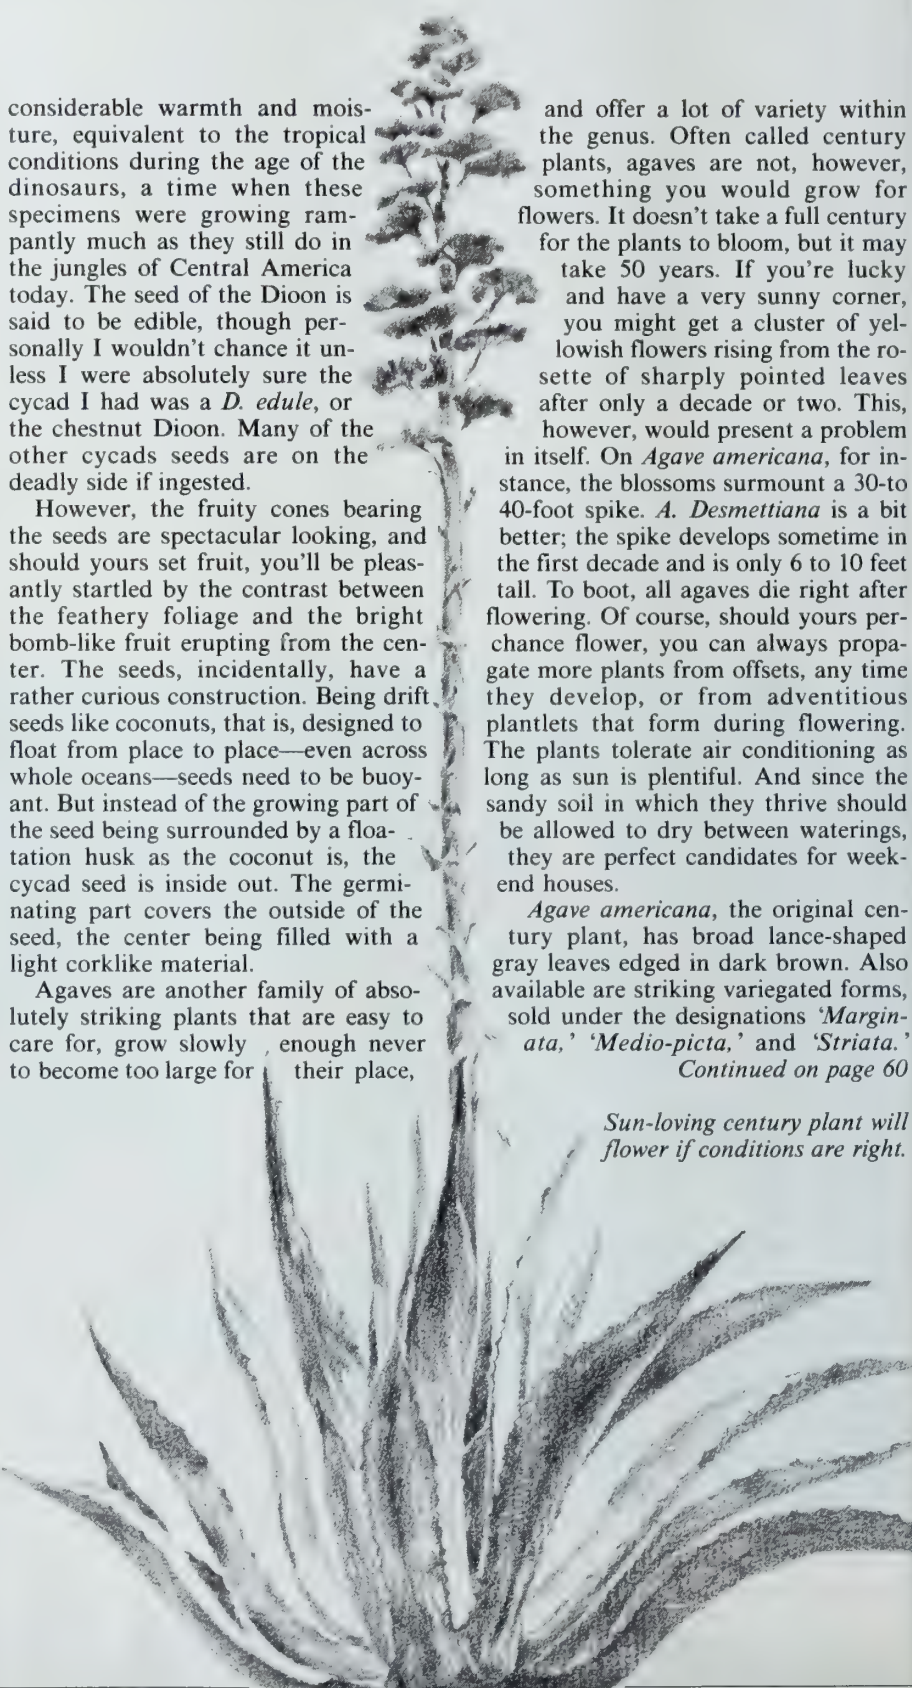 considerable warmth and mois-
ture, equivalent to the tropical
conditions during the age of the
dinosaurs, a time when these
specimens were growing ram-
pantly much as they still do in
the jungles of Central America
today. The seed of the Dioon is
said to be edible, though per-
sonally I wouldn't chance it un-
less I were absolutely sure the
cycad I had was a D. edule, or
the chestnut Dioon. Many of the
other cycads seeds are on the
deadly side if ingested.
However, the fruity cones bearing
the seeds are spectacular looking, and
should yours set fruit, you'll be pleas-
antly startled by the contrast between
the feathery foliage and the bright
bomb-like fruit erupting from the cen-
ter. The seeds, incidentally, have a
rather curious construction. Being drift
seeds like coconuts, that is, designed to
float from place to place—even across
whole oceans—seeds need to be buoy-
ant. But instead of the growing part of
the seed being surrounded by a floa-
tation husk as the coconut is, the
cycad seed is inside out. The germi-
nating part covers the outside of the
seed, the center being filled with a
light corklike material.
Agaves are another family of abso-
lutely striking plants that are easy to
care for, grow slowly enough never
to become too large for their place,
and offer a lot of variety within
the genus. Often called century
plants, agaves are not, however,
something you would grow for
flowers. It doesn't take a full century
for the plants to bloom, but it may
take 50 years. If you're lucky
and have a very sunny corner,
you might get a cluster of yel-
lowish flowers rising from the ro-
sette of sharply pointed leaves
after only a decade or two. This,
however, would present a problem
in itself. On Agave americana, for in-
stance, the blossoms surmount a 30-to
40-foot spike. A. Desmettiana is a bit
better; the spike develops sometime in
the first decade and is only 6 to 10 feet
tall. To boot, all agaves die right after
flowering. Of course, should yours per-
chance flower, you can always propa-
gate more plants from offsets, any time
they develop, or from adventitious
plantlets that form during flowering.
The plants tolerate air conditioning as
long as sun is plentiful. And since the
sandy soil in which they thrive should
be allowed to dry between waterings,
they are perfect candidates for week-
end houses.
Agave americana, the original cen-
tury plant, has broad lance-shaped
gray leaves edged in dark brown. Also
available are striking variegated forms,
sold under the designations 'Margin-
ata,' 'Medio-picta,' and 'Striata.'
Continued on page 60
Sun-loving century plant will
flower if conditions are right.